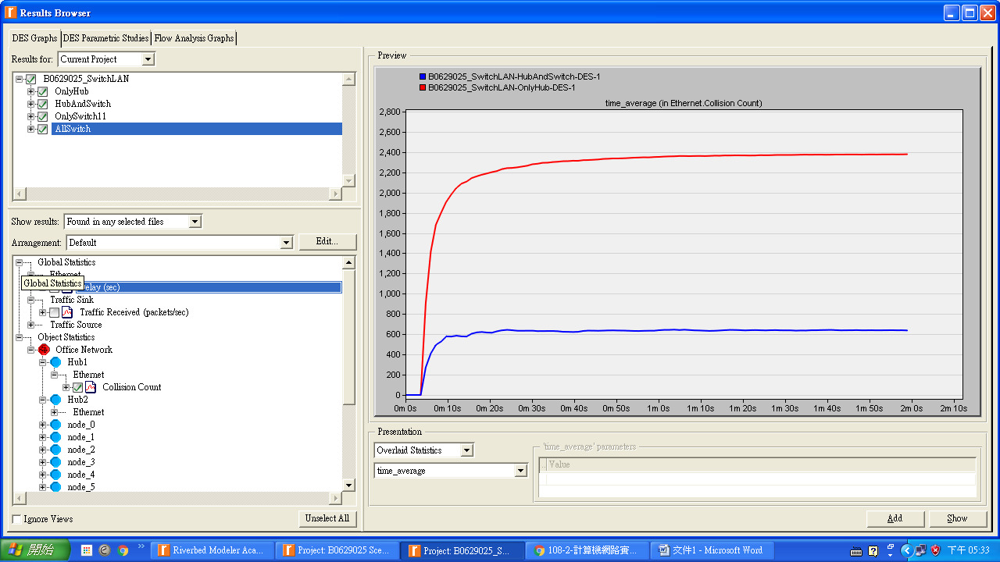 Results Browser
DES Graphs
DES Parametric Studies
Flow Analysis Graphs
Results for:
Current Project
B0629025_SwitchLAN
OnlyHub
HubAndSwitch
OnlySwitch11
AllSwitch
Show results:
Found in any selected files
Arrangement:
Default
Edit...
Global Statistics
Ethernet
Global Statistics
elay (sec)
Traffic Sink
Traffic Received (packets/sec)
Traffic Source
Object Statistics
Office Network
Hub1
Ethernet
Collision Count
Hub2
Ethernet
node_0
node_1
node_2
node_3
node_4
node_5
Ignore Views
Unselect All
Preview
B0629025_SwitchLAN-HubAndSwitch-DES-1
B0629025_SwitchLAN-OnlyHub-DES-1
time_average (in Ethernet.Collision Count)
2,800
2,600
2,400
2,200
2,000
1,800
1,600
1,400
1,200
1,000
800
600
400
200
0
0m 0s 0m 10s 0m 20s 0m 30s 0m 40s 0m 50s 1m 0s 1m 10s 1m 20s 1m 30s 1m 40s 1m 50s 2m 0s 2m 10s
Presentation
Overlaid Statistics
time_average
'time_average' parameters
... Value
Add
Show
開始
Riverbed Modeler Aca...
Project: B0629025 Sce...
Project: B0629025_S...
108-2-計算機網路實...
文件1 - Microsoft Word
下午 05:33